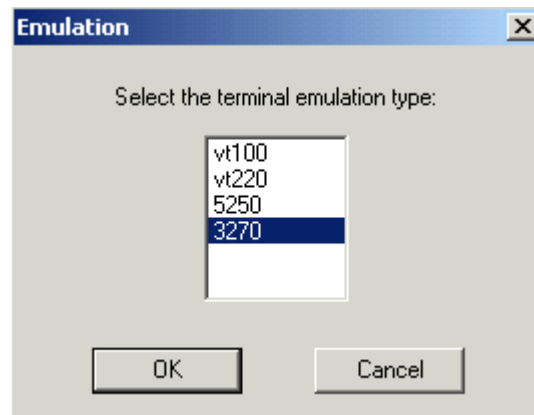 Emulation
Select the terminal emulation type:
vt100
vt220
5250
3270
OK Cancel